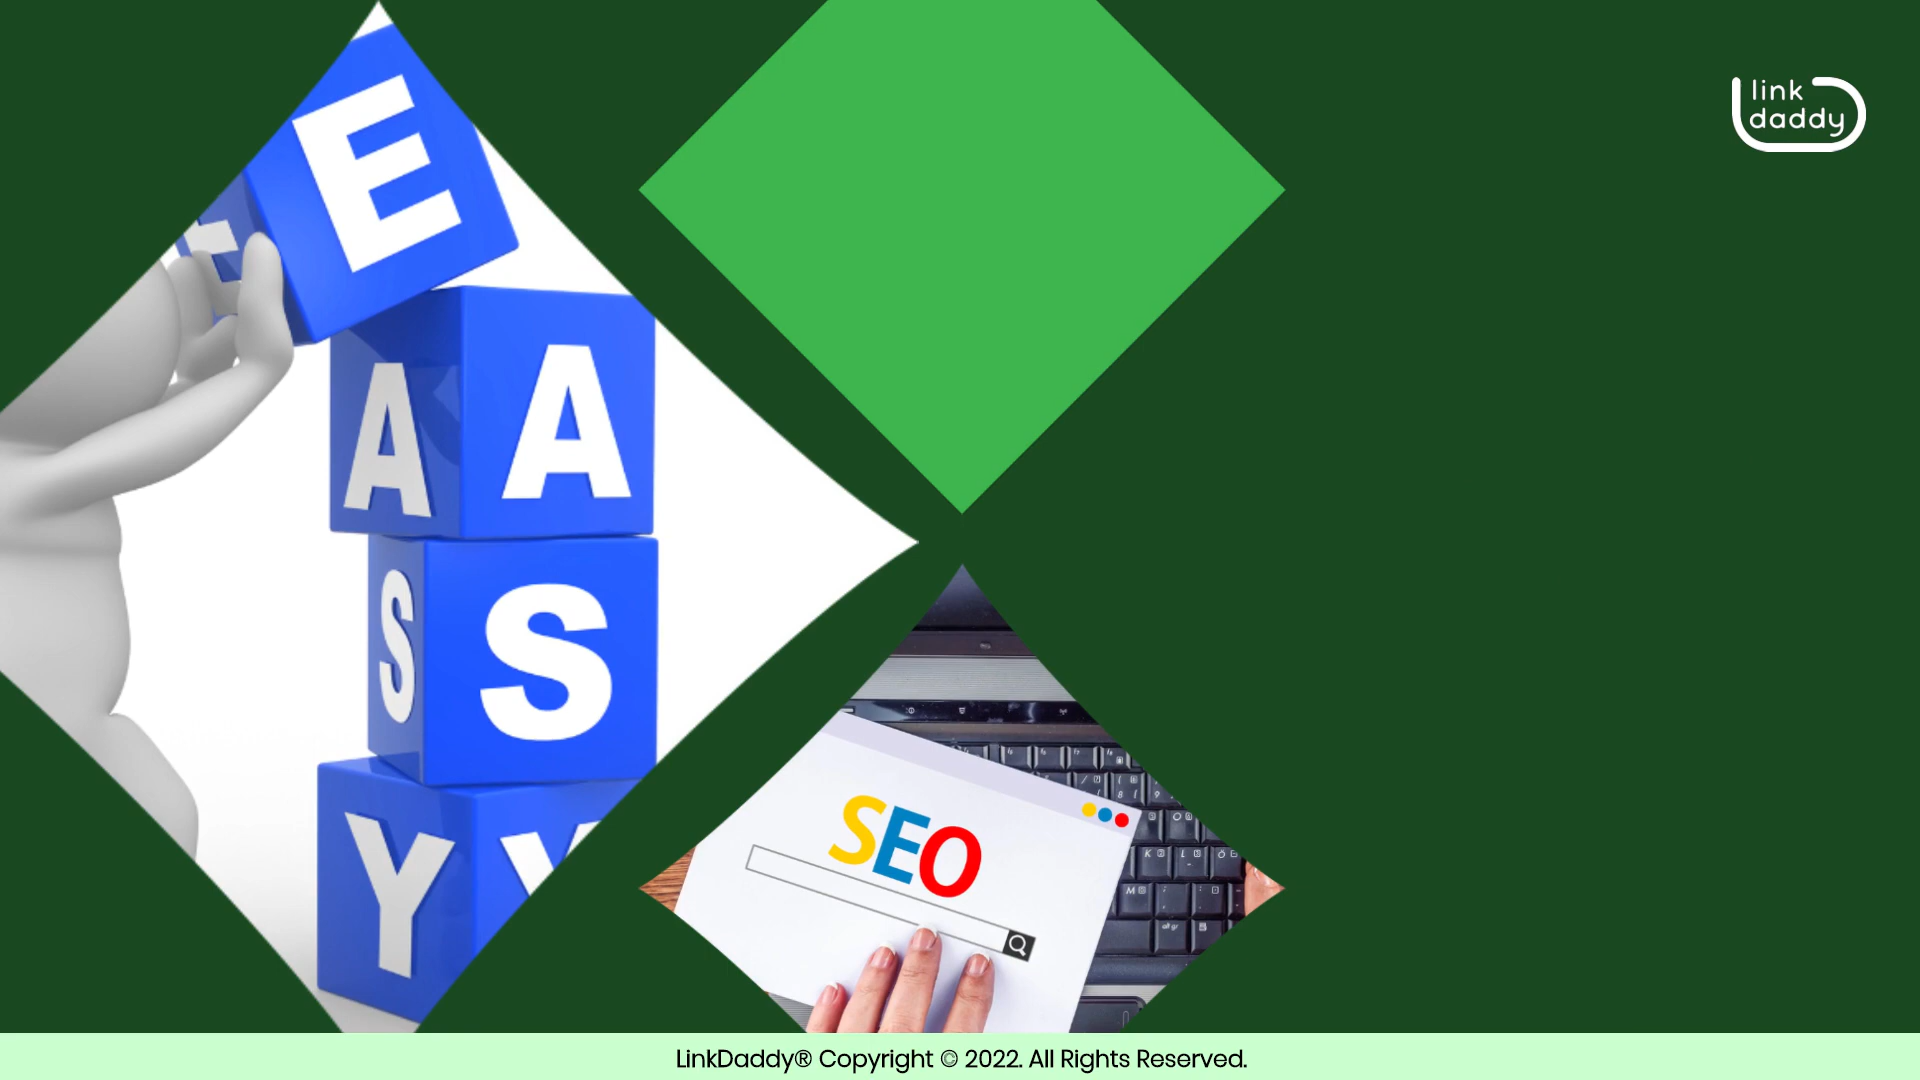 E
E
A
A
S
S
Y
Y
link
daddy
SEO
LinkDaddy® Copyright © 2022. All Rights Reserved.